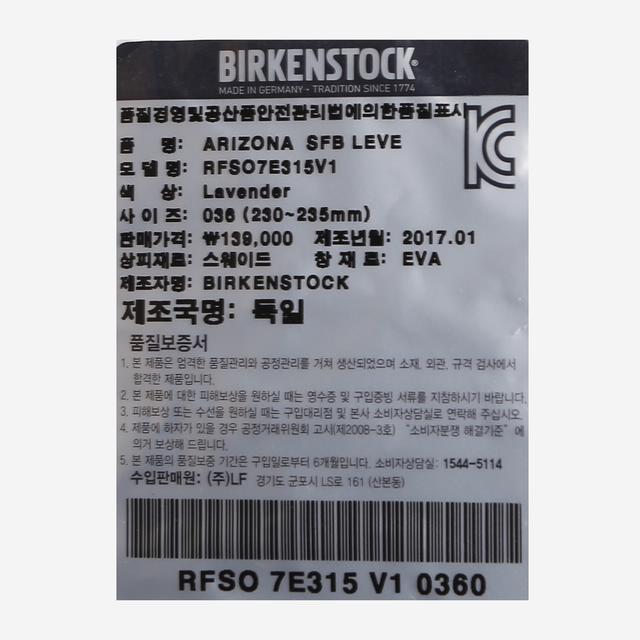 BIRKENSTOCK®
MADE IN GERMANY - TRADITION SINCE 1774
품질경영및공산품안전관리법에의한품질표시
KC
품 명: ARIZONA SFB LEVE
모 델 명: RFSO7E315V1
색 상: Lavender
사 이 즈: 036 (230~235mm)
판매가격: ₩139,000 제조년월: 2017.01
상피재료: 스웨이드 창 재 료: EVA
제조자명: BIRKENSTOCK
제조국명: 독일
품질보증서
1. 본 제품은 엄격한 품질관리와 공정관리를 거쳐 생산되었으며 소재, 외관, 규격 검사에서
합격한 제품입니다.
2. 본 제품에 대한 피해보상을 원하실 때는 영수증 및 구입증빙 서류를 지참하시기 바랍니다.
3. 피해보상 또는 수선을 원하실 때는 구입대리점 및 본사 소비자상담실로 연락해 주십시오.
4. 제품에 하자가 있을 경우 공정거래위원회 고시(제2008-3호) "소비자분쟁 해결기준" 에
의거 보상해 드립니다.
5. 본 제품의 품질보증 기간은 구입일로부터 6개월입니다. 소비자상담실: 1544-5114
수입판매원: (주)LF 경기도 군포시 LS로 161 (산본동)
RFSO 7E315 V1 0360